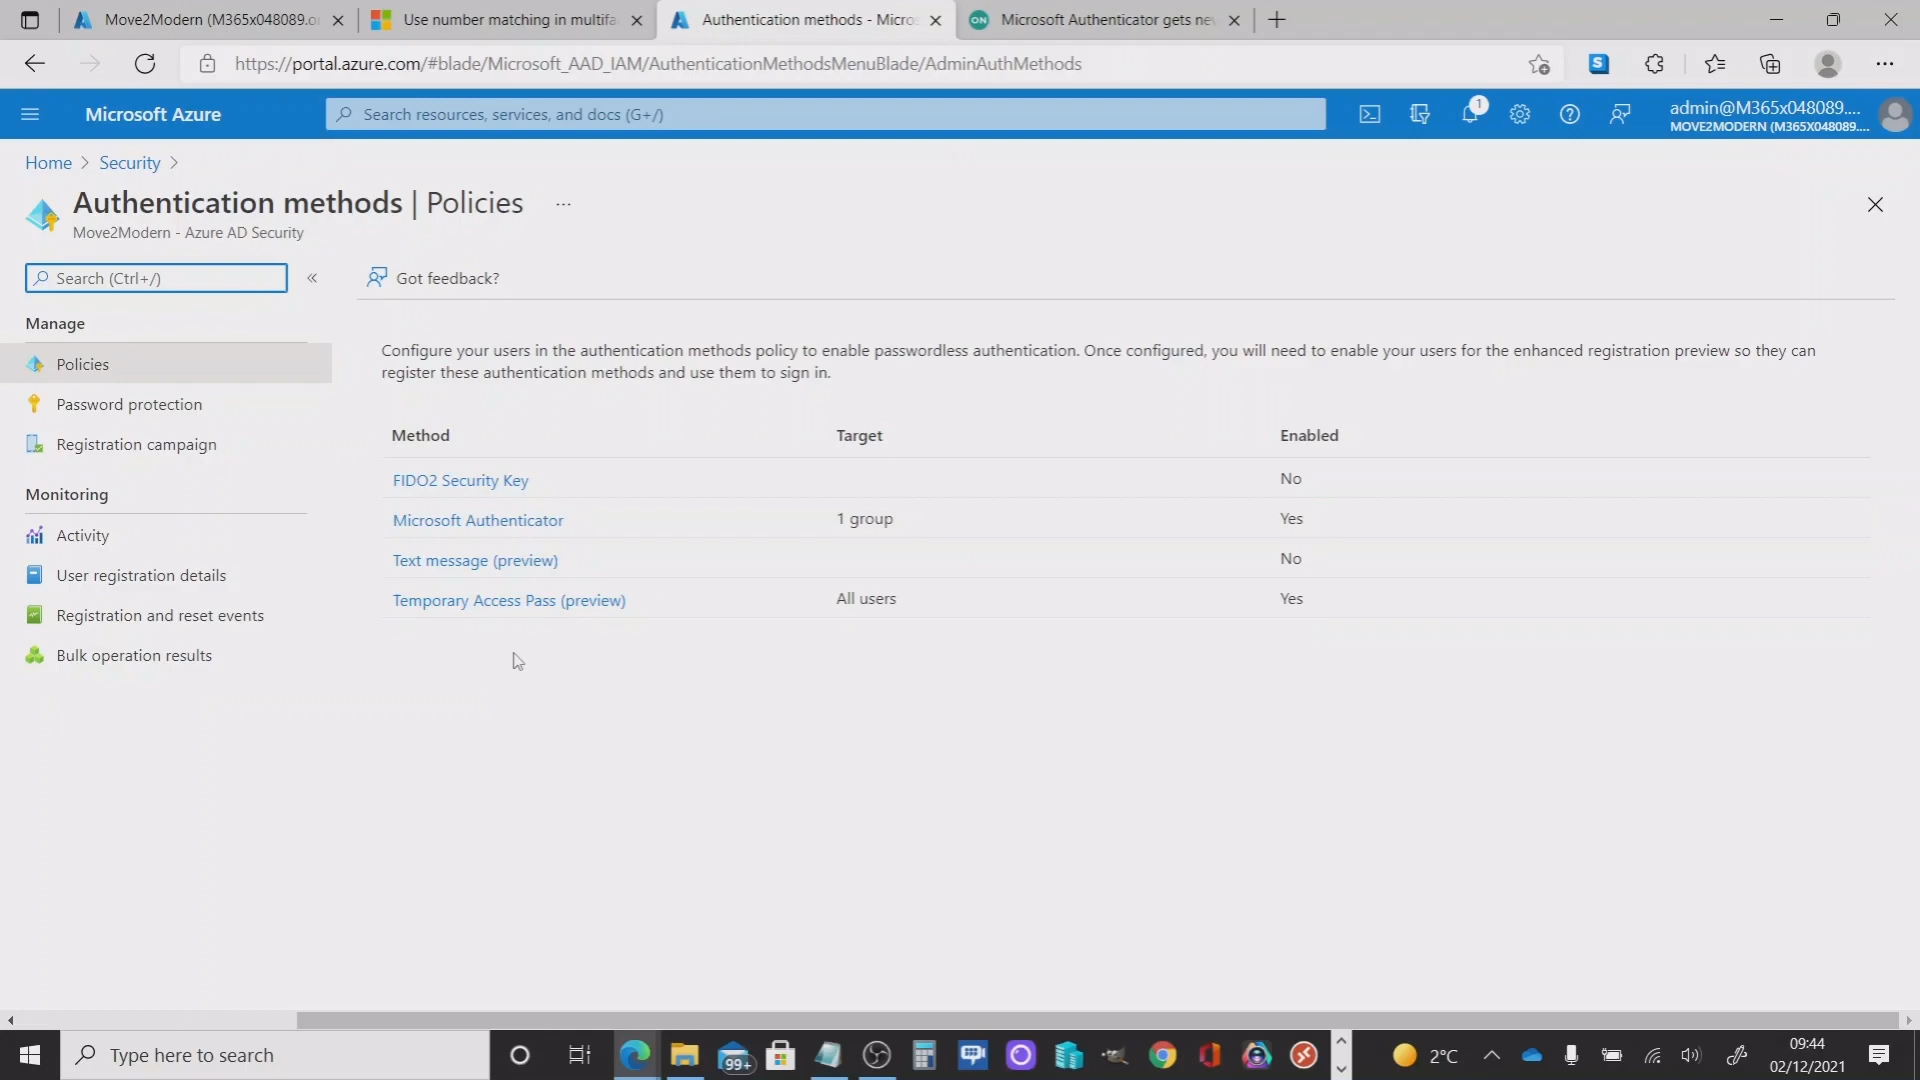 Move2Modern (M365x048089.o
Use number matching in multifa
Authentication methods - Micros
ON
Microsoft Authenticator gets ne
https://portal.azure.com/#blade/Microsoft_AAD_IAM/AuthenticationMethodsMenuBlade/AdminAuthMethods
S
Microsoft Azure
Search resources, services, and docs (G+/)
1
admin@M365x048089....
MOVE2MODERN (M365X048089....
Home > Security >
Authentication methods | Policies ...
Move2Modern - Azure AD Security
Search (Ctrl+/)
«
Got feedback?
Manage
Policies
Password protection
Registration campaign
Monitoring
Activity
User registration details
Registration and reset events
Bulk operation results
Configure your users in the authentication methods policy to enable passwordless authentication. Once configured, you will need to enable your users for the enhanced registration preview so they can
register these authentication methods and use them to sign in.
Method Target Enabled
FIDO2 Security Key No
Microsoft Authenticator 1 group Yes
Text message (preview) No
Temporary Access Pass (preview) All users Yes
Type here to search
99+
2°C
09:44
02/12/2021